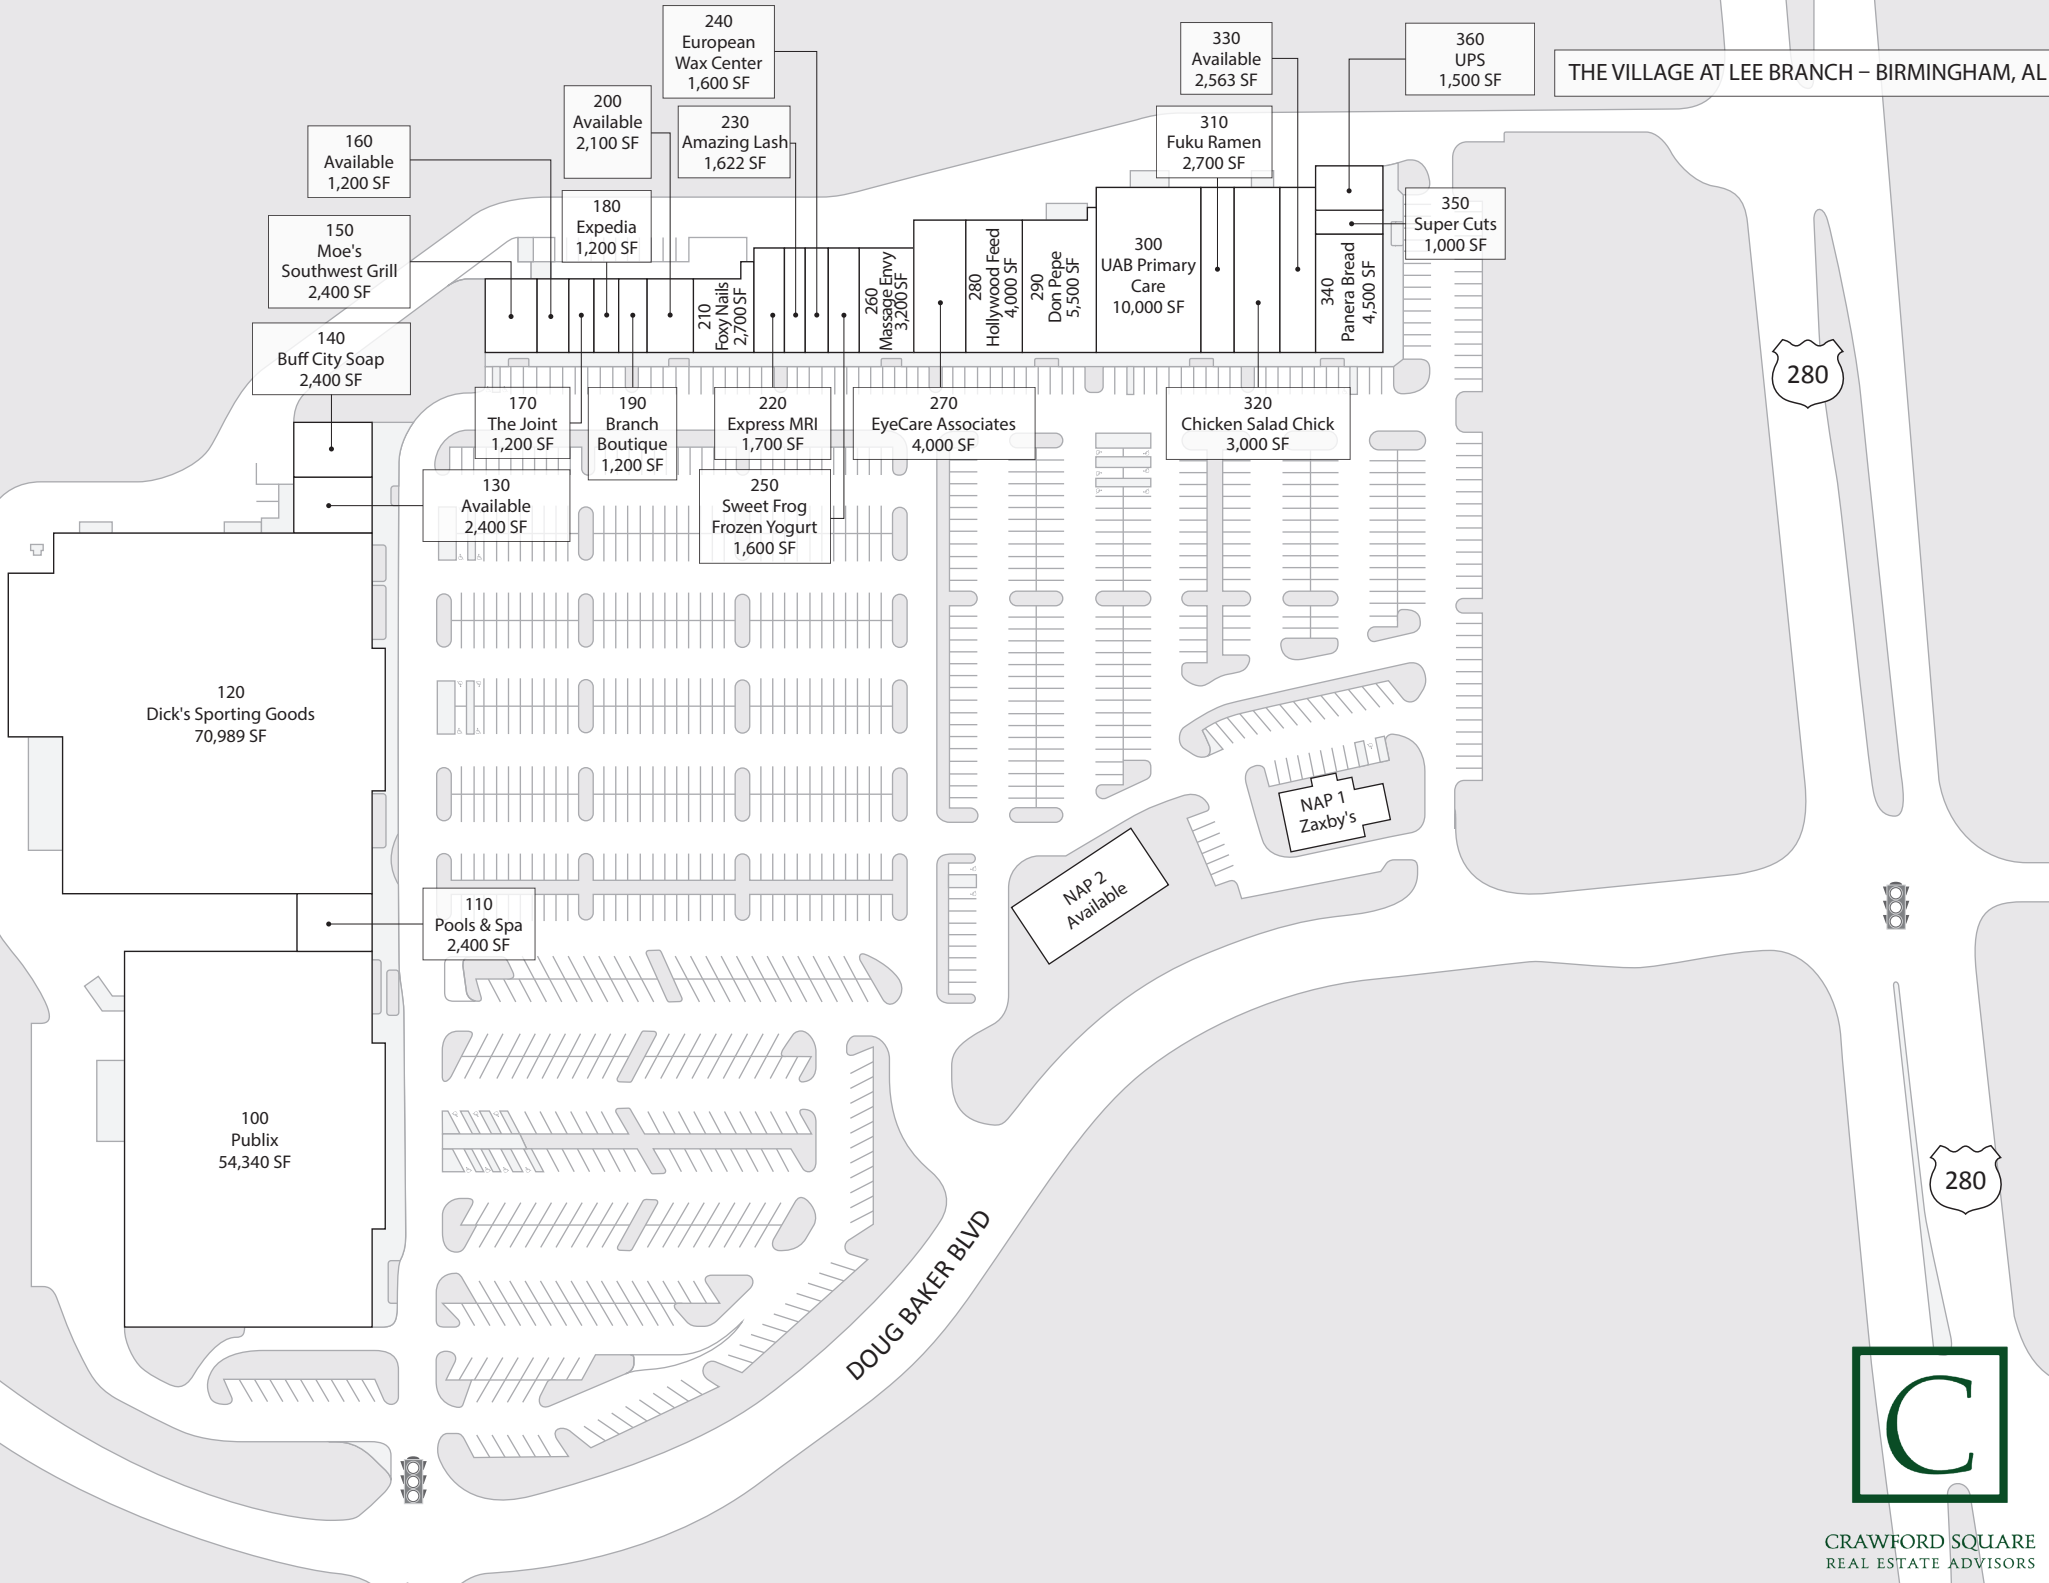 240
European
Wax Center
1,600 SF
330
Available
2,563 SF
360
UPS
1,500 SF
THE VILLAGE AT LEE BRANCH – BIRMINGHAM, AL
200
Available
2,100 SF
230
Amazing Lash
1,622 SF
310
Fuku Ramen
2,700 SF
160
Available
1,200 SF
180
Expedia
1,200 SF
350
Super Cuts
1,000 SF
150
Moe's
Southwest Grill
2,400 SF
210
Foxy Nails
2,700 SF
260
Massage Envy
3,200 SF
280
Hollywood Feed
4,000 SF
290
Don Pepe
5,500 SF
300
UAB Primary
Care
10,000 SF
340
Panera Bread
4,500 SF
140
Buff City Soap
2,400 SF
280
170
The Joint
1,200 SF
190
Branch
Boutique
1,200 SF
220
Express MRI
1,700 SF
270
EyeCare Associates
4,000 SF
320
Chicken Salad Chick
3,000 SF
130
Available
2,400 SF
250
Sweet Frog
Frozen Yogurt
1,600 SF
120
Dick's Sporting Goods
70,989 SF
NAP 1
Zaxby's
NAP 2
Available
110
Pools & Spa
2,400 SF
100
Publix
54,340 SF
280
DOUG BAKER BLVD
C
CRAWFORD SQUARE
REAL ESTATE ADVISORS